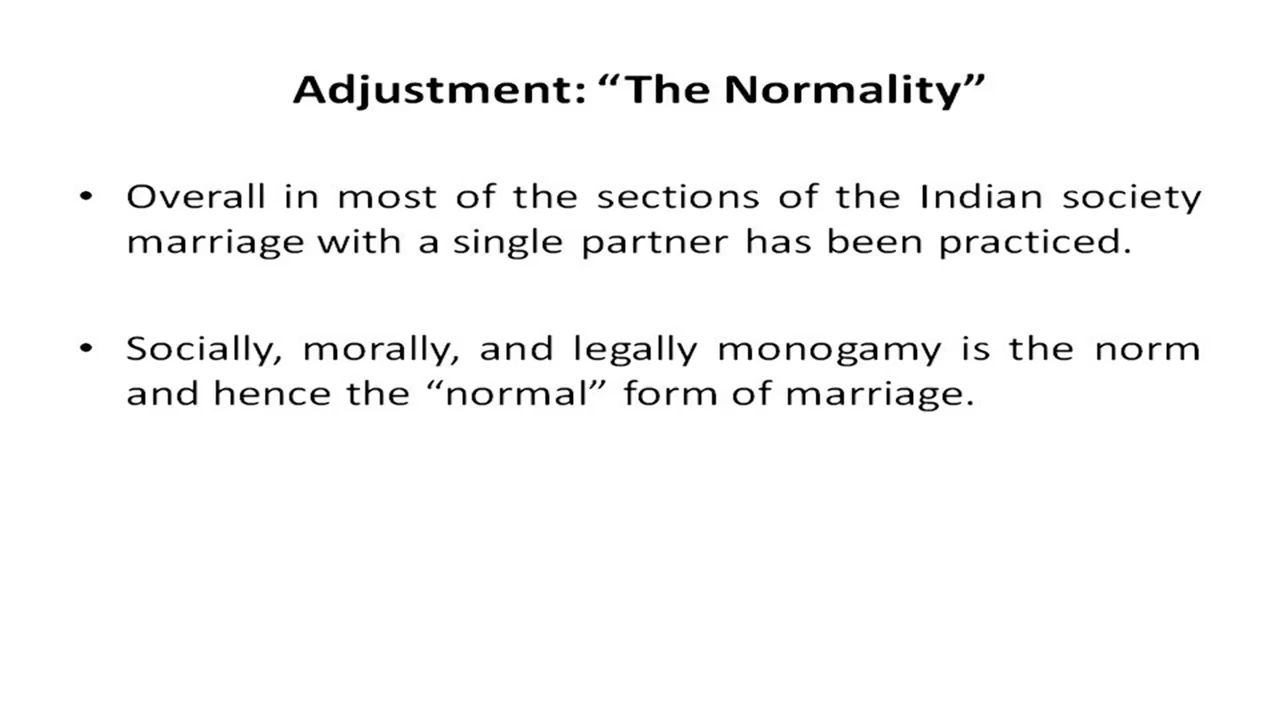 Adjustment: “The Normality”
• Overall in most of the sections of the Indian society
marriage with a single partner has been practiced.
• Socially, morally, and legally monogamy is the norm
and hence the “normal” form of marriage.